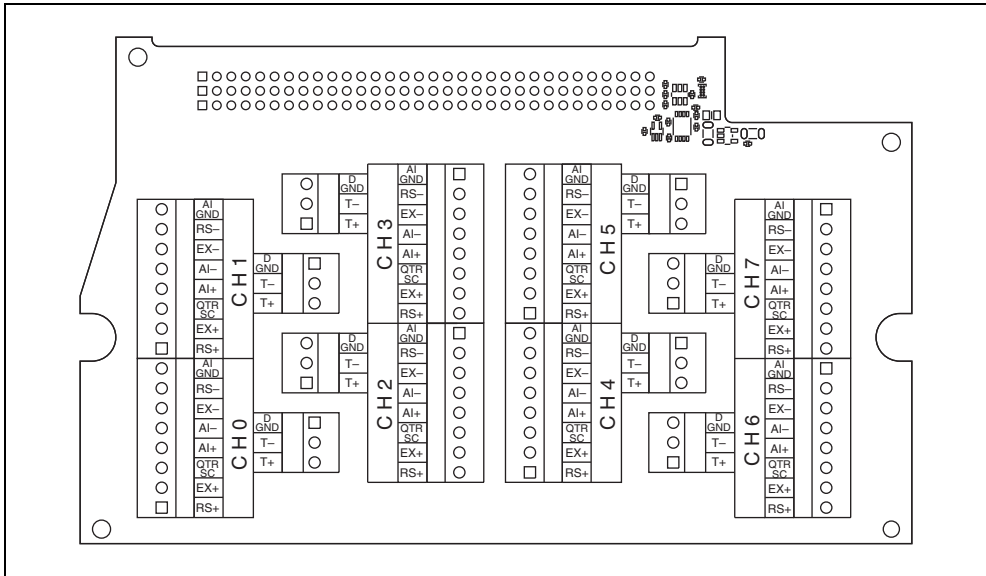 CH1
AI
GND
RS–
EX–
AI–
AI+
QTR
SC
EX+
RS+
D
GND
T–
T+
CH0
AI
GND
RS–
EX–
AI–
AI+
QTR
SC
EX+
RS+
D
GND
T–
T+
CH3
D
GND
T–
T+
AI
GND
RS–
EX–
AI–
AI+
QTR
SC
EX+
RS+
CH2
D
GND
T–
T+
AI
GND
RS–
EX–
AI–
AI+
QTR
SC
EX+
RS+
CH5
AI
GND
RS–
EX–
AI–
AI+
QTR
SC
EX+
RS+
D
GND
T–
T+
CH4
AI
GND
RS–
EX–
AI–
AI+
QTR
SC
EX+
RS+
D
GND
T–
T+
CH7
D
GND
T–
T+
AI
GND
RS–
EX–
AI–
AI+
QTR
SC
EX+
RS+
CH6
D
GND
T–
T+
AI
GND
RS–
EX–
AI–
AI+
QTR
SC
EX+
RS+